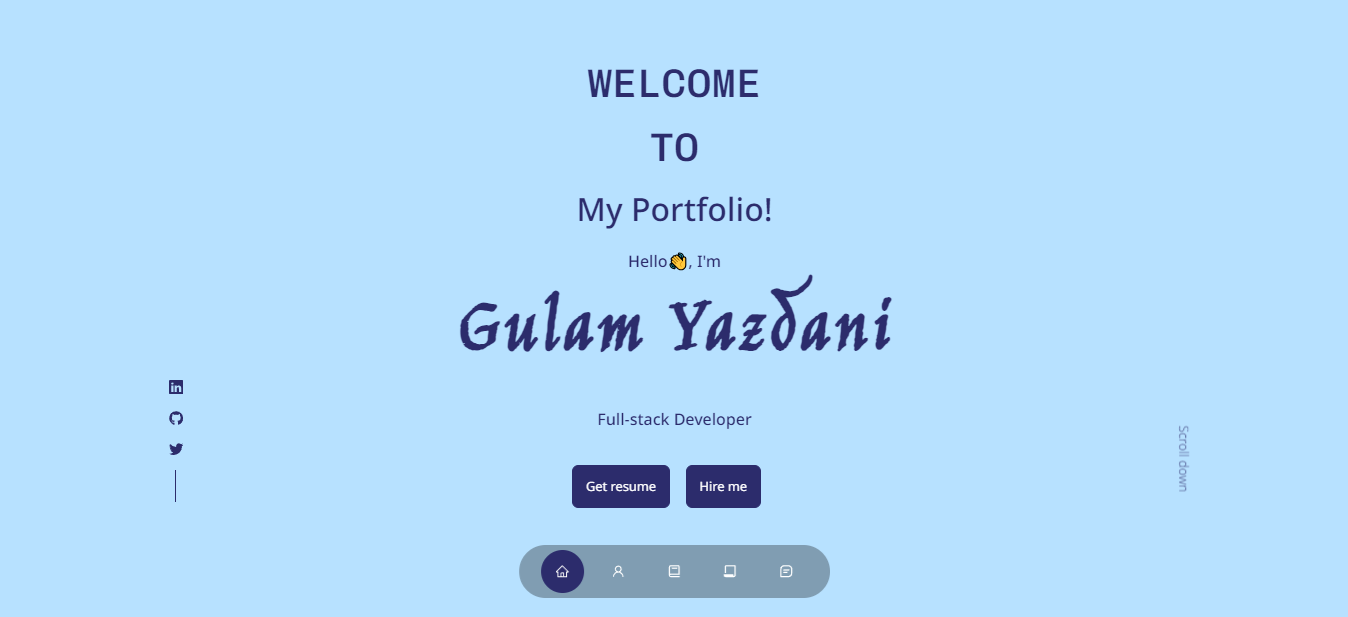 WELCOME
TO
My Portfolio!
Hello👋, I'm
Gulam Yazdani
Full-stack Developer
Scroll down
Get resume
Hire me